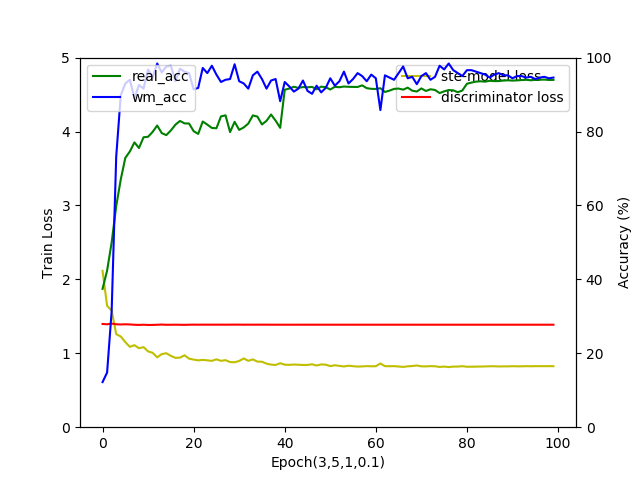 real_acc
wm_acc
ste-model loss
discriminator loss
5
4
3
2
1
0
Train Loss
100
80
60
40
20
0
Accuracy (%)
0 20 40 60 80 100
Epoch(3,5,1,0.1)